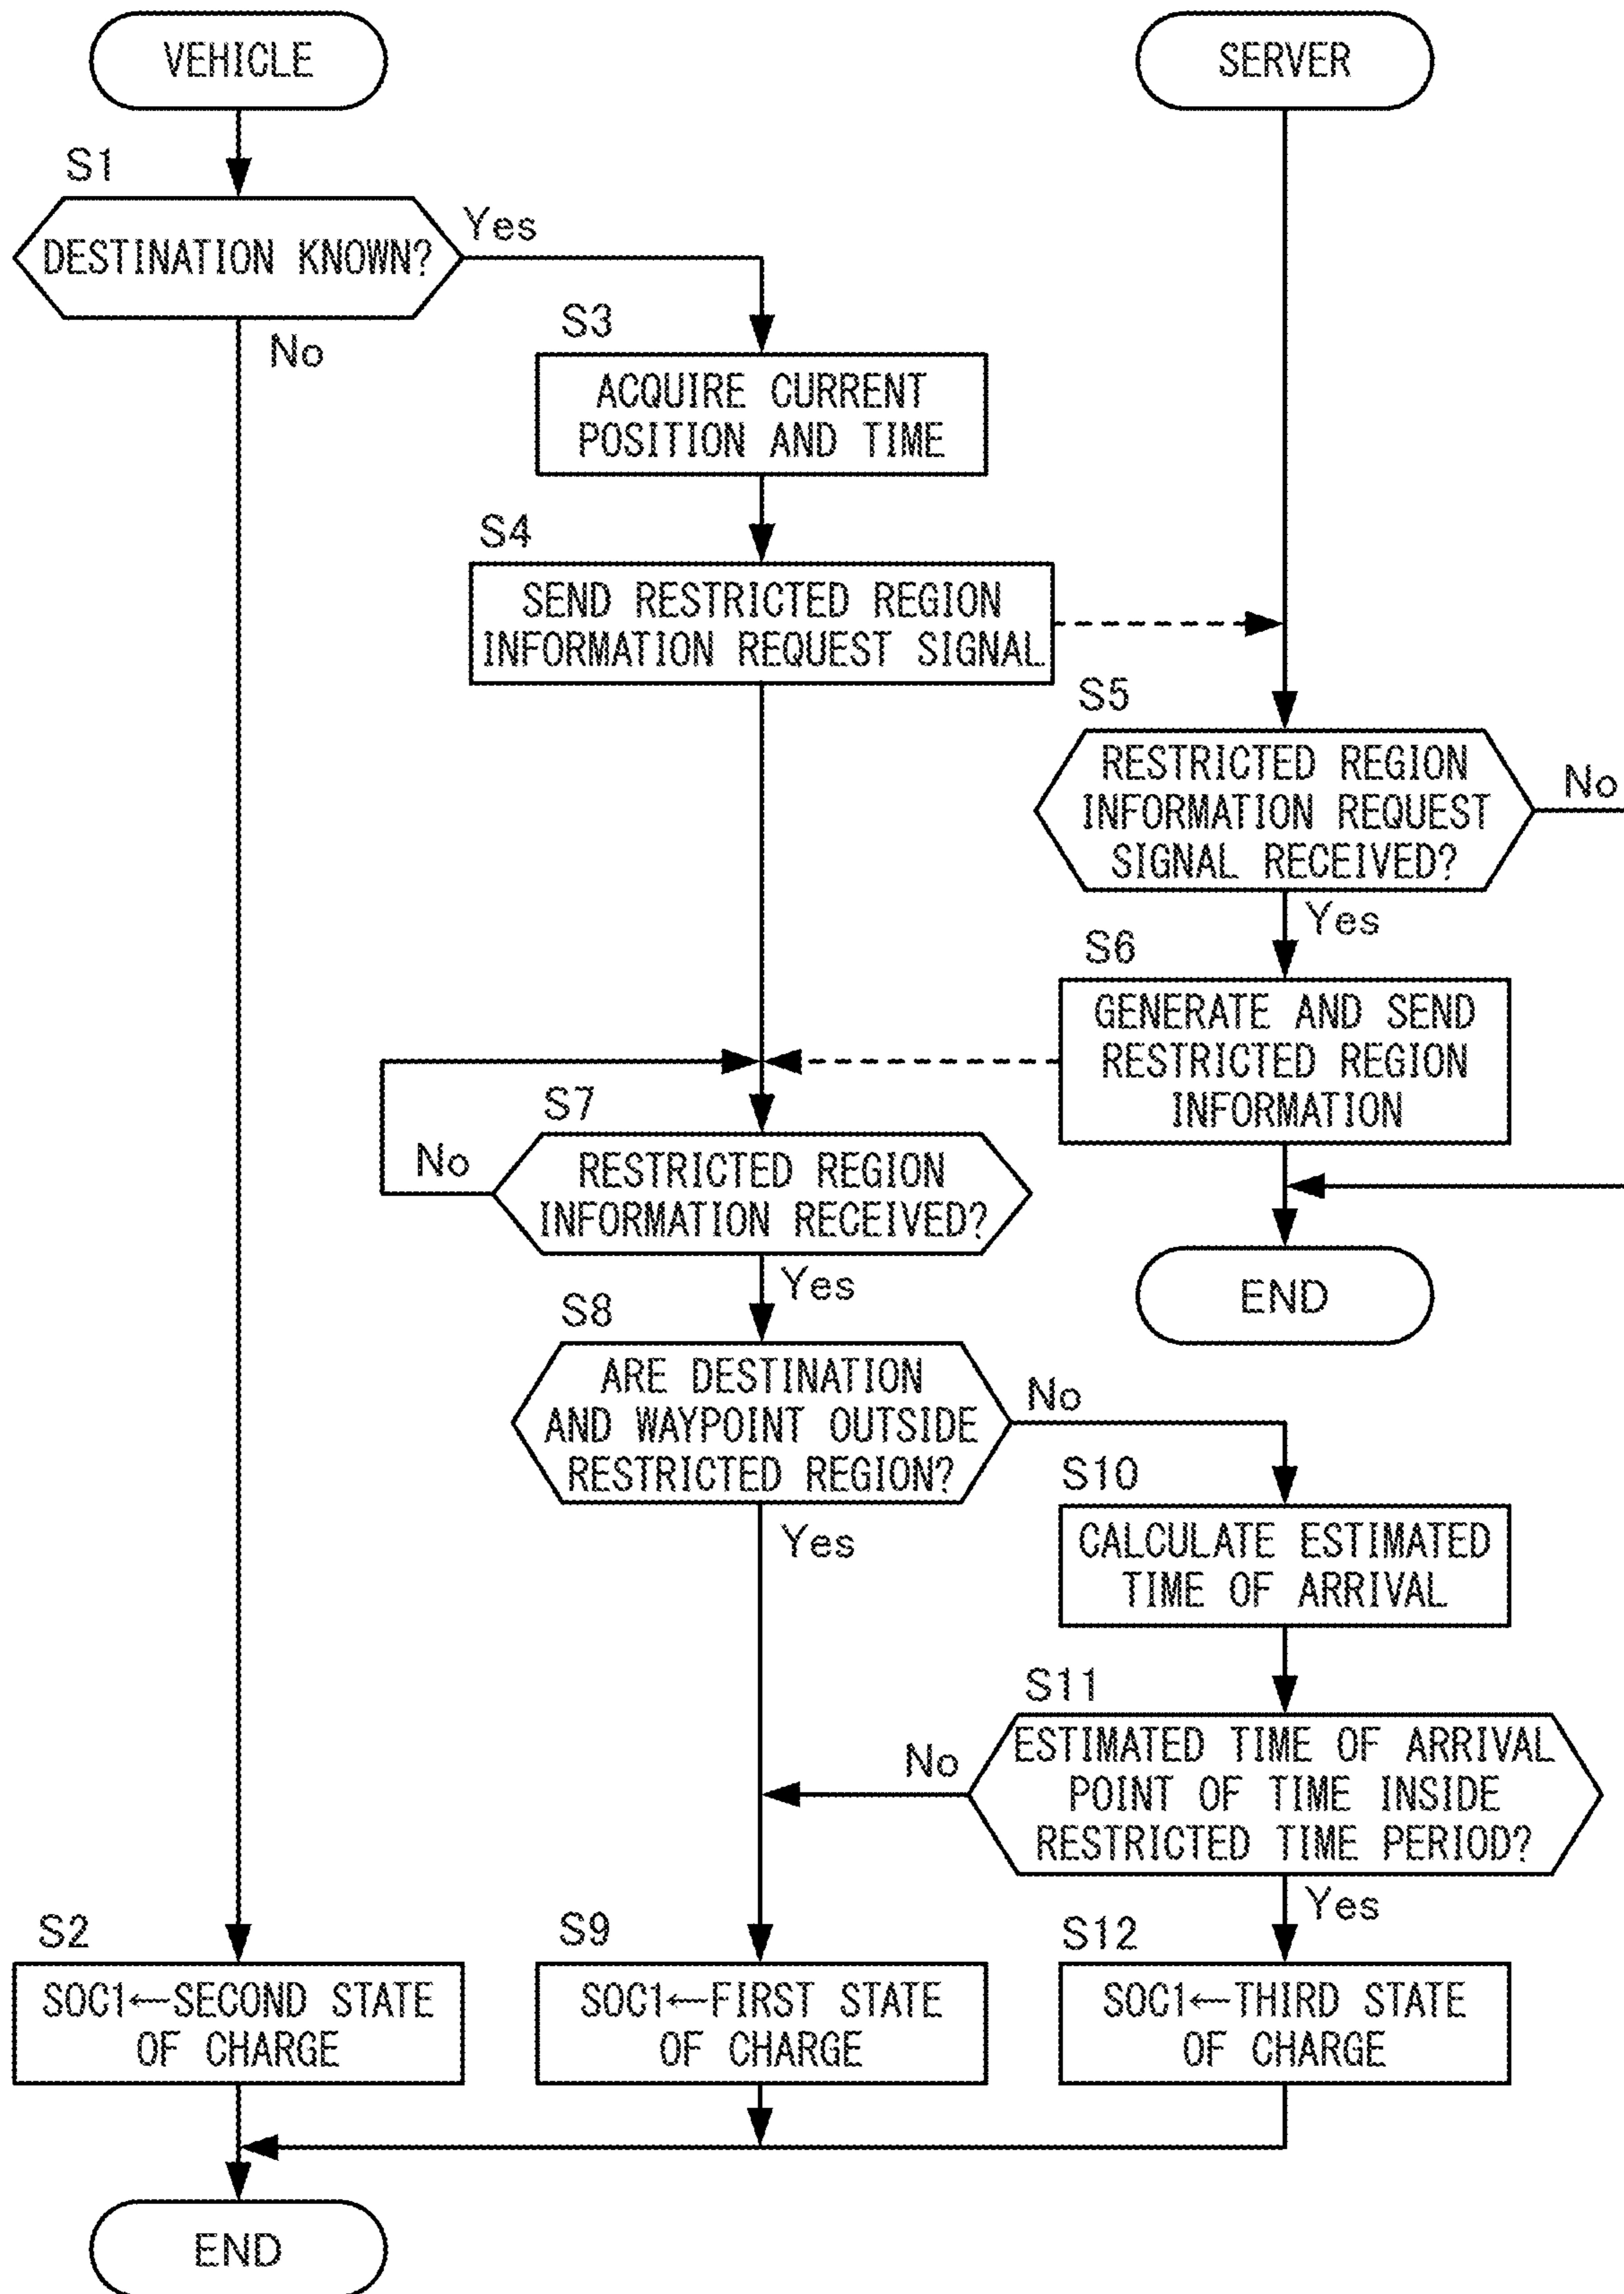 VEHICLE
SERVER
S1
DESTINATION KNOWN?
Yes
No
S3
ACQUIRE CURRENT
POSITION AND TIME
S4
SEND RESTRICTED REGION
INFORMATION REQUEST SIGNAL
S5
RESTRICTED REGION
INFORMATION REQUEST
SIGNAL RECEIVED?
No
Yes
S6
GENERATE AND SEND
RESTRICTED REGION
INFORMATION
S7
RESTRICTED REGION
INFORMATION RECEIVED?
No
Yes
END
S8
ARE DESTINATION
AND WAYPOINT OUTSIDE
RESTRICTED REGION?
No
Yes
S10
CALCULATE ESTIMATED
TIME OF ARRIVAL
S11
ESTIMATED TIME OF ARRIVAL
POINT OF TIME INSIDE
RESTRICTED TIME PERIOD?
No
Yes
S2
SOC1←SECOND STATE
OF CHARGE
S9
SOC1←FIRST STATE
OF CHARGE
S12
SOC1←THIRD STATE
OF CHARGE
END